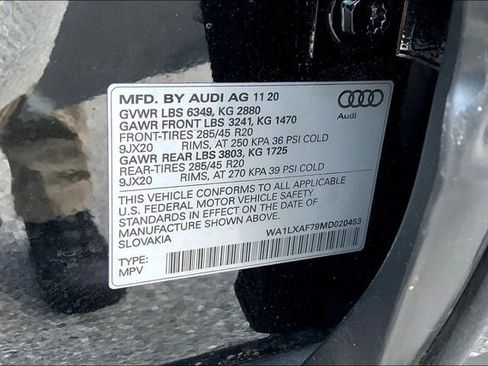 MFD. BY AUDI AG 11 20
GVWR LBS 6349, KG 2880
GAWR FRONT LBS 3241, KG 1470
FRONT-TIRES 285/45 R20
9JX20 RIMS, AT 250 KPA 36 PSI COLD
GAWR REAR LBS 3803, KG 1725
REAR-TIRES 285/45 R20
9JX20 RIMS, AT 270 KPA 39 PSI COLD
THIS VEHICLE CONFORMS TO ALL APPLICABLE
U.S. FEDERAL MOTOR VEHICLE SAFETY
STANDARDS IN EFFECT ON THE DATE OF
MANUFACTURE SHOWN ABOVE.
SLOVAKIA
WA1LXAF79MD020453
TYPE:
MPV
Audi